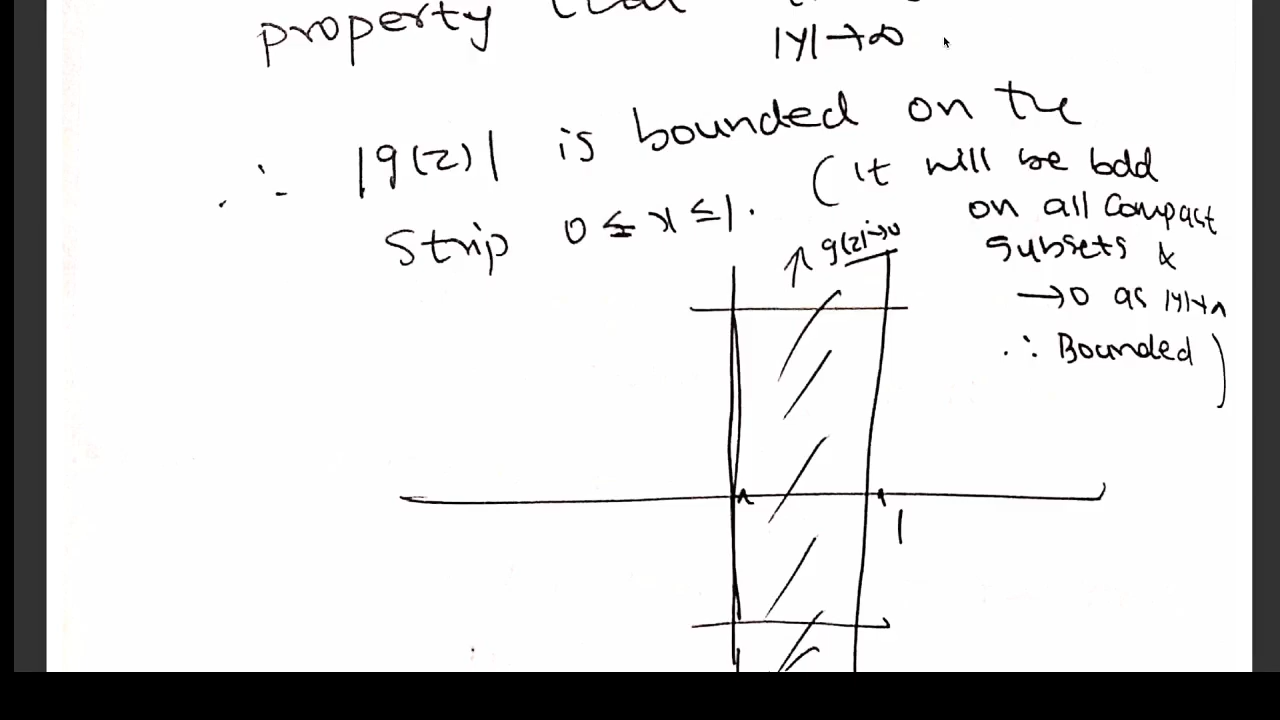 property that
|y|→∞ .
∴ |g(z)| is bounded on the
strip 0 ≤ x ≤ 1. (it will be bdd
on all compact
subsets &
→0 as |y|→∧
∴ Bounded)
g(z)→0
1